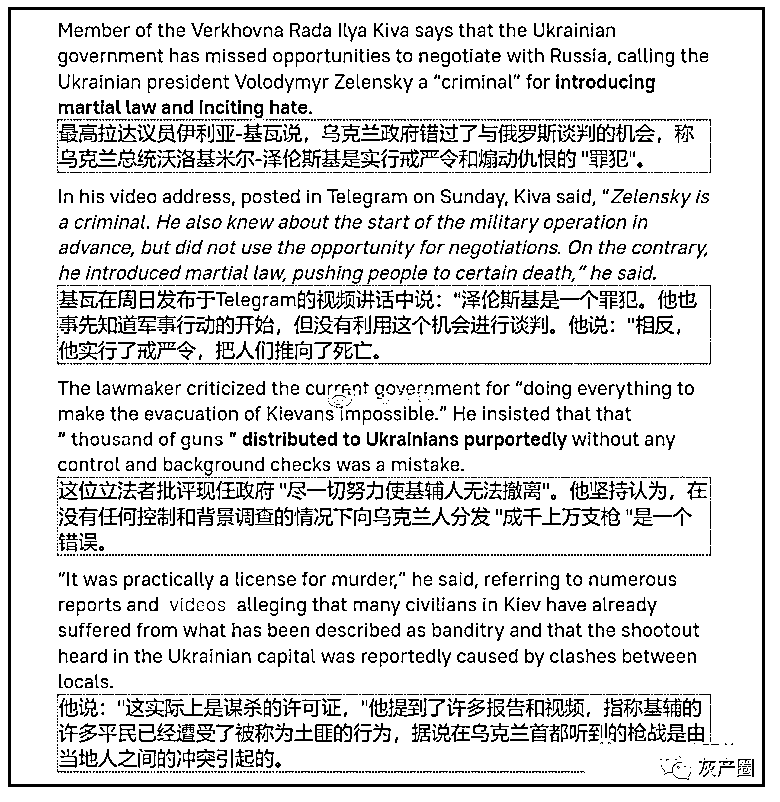 Member of the Verkhovna Rada Ilya Kiva says that the Ukrainian
government has missed opportunities to negotiate with Russia, calling the
Ukrainian president Volodymyr Zelensky a “criminal” for introducing
martial law and inciting hate.
最高拉达议员伊利亚-基瓦说，乌克兰政府错过了与俄罗斯谈判的机会，称
乌克兰总统沃洛基米尔-泽伦斯基是实行戒严令和煽动仇恨的 "罪犯"。
In his video address, posted in Telegram on Sunday, Kiva said, “Zelensky is
a criminal. He also knew about the start of the military operation in
advance, but did not use the opportunity for negotiations. On the contrary,
he introduced martial law, pushing people to certain death,” he said.
基瓦在周日发布于Telegram的视频讲话中说："泽伦斯基是一个罪犯。他也
事先知道军事行动的开始，但没有利用这个机会进行谈判。他说："相反，
他实行了戒严令，把人们推向了死亡。
The lawmaker criticized the current government for “doing everything to
make the evacuation of Kievans impossible.” He insisted that that
” thousand of guns ” distributed to Ukrainians purportedly without any
control and background checks was a mistake.
这位立法者批评现任政府 "尽一切努力使基辅人无法撤离"。他坚持认为，在
没有任何控制和背景调查的情况下向乌克兰人分发 "成千上万支枪 "是一个
错误。
“It was practically a license for murder,” he said, referring to numerous
reports and videos alleging that many civilians in Kiev have already
suffered from what has been described as banditry and that the shootout
heard in the Ukrainian capital was reportedly caused by clashes between
locals.
他说："这实际上是谋杀的许可证，"他提到了许多报告和视频，指称基辅的
许多平民已经遭受了被称为土匪的行为，据说在乌克兰首都听到的枪战是由
当地人之间的冲突引起的。
灰产圈